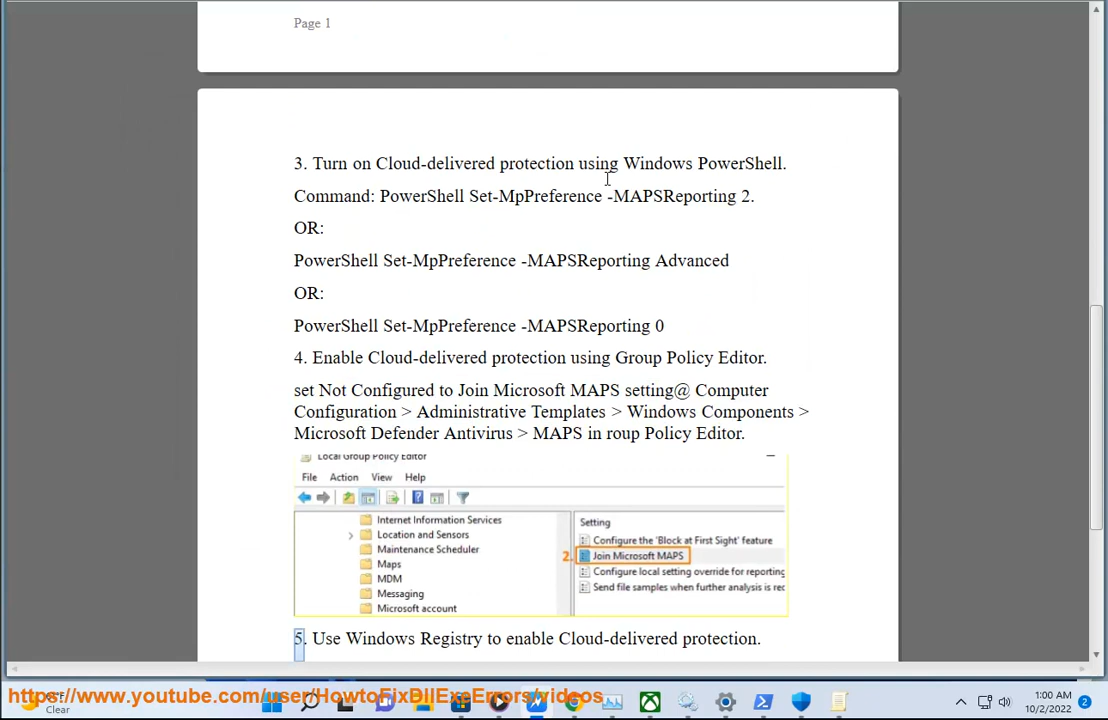 Page 1
3. Turn on Cloud-delivered protection using Windows PowerShell.
Command: PowerShell Set-MpPreference -MAPSReporting 2.
OR:
PowerShell Set-MpPreference -MAPSReporting Advanced
OR:
PowerShell Set-MpPreference -MAPSReporting 0
4. Enable Cloud-delivered protection using Group Policy Editor.
set Not Configured to Join Microsoft MAPS setting@ Computer
Configuration > Administrative Templates > Windows Components >
Microsoft Defender Antivirus > MAPS in roup Policy Editor.
Local Group Policy Editor
File Action View Help
Internet Information Services
Location and Sensors
Maintenance Scheduler
Maps
MDM
Messaging
Microsoft account
Setting
Configure the 'Block at First Sight' feature
2. Join Microsoft MAPS
Configure local setting override for reporting
Send file samples when further analysis is rec
5. Use Windows Registry to enable Cloud-delivered protection.
https://www.youtube.com/user/HowtoFixDllExeErrors/videos
Clear
1:00 AM
10/2/2022
2